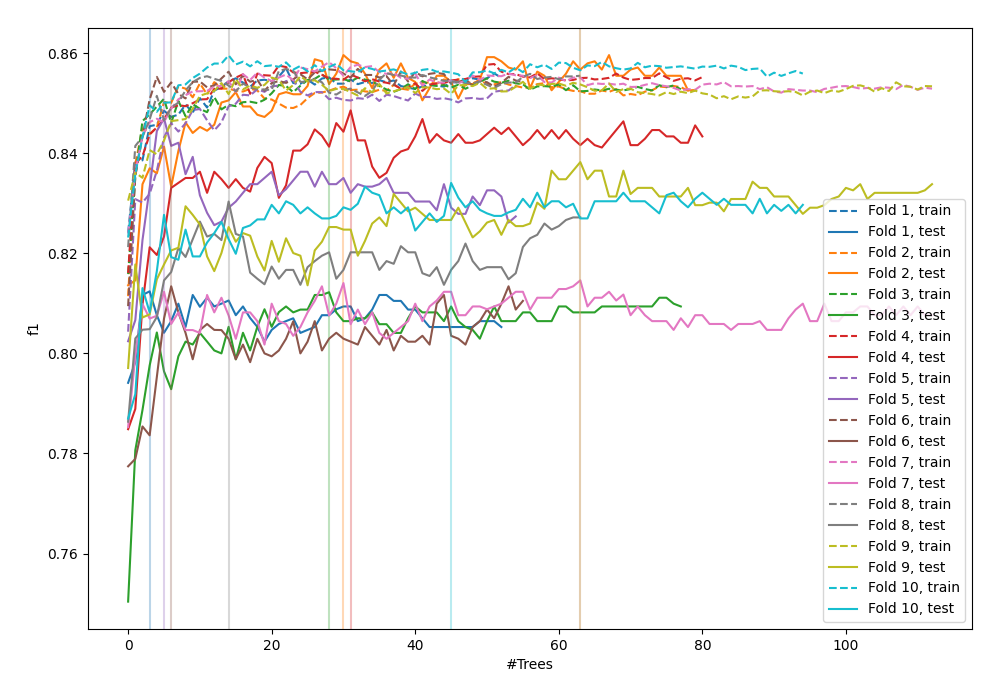 0.86
0.84
0.82
0.80
0.78
0.76
f1
0
20
40
60
80
100
#Trees
Fold 1, train
Fold 1, test
Fold 2, train
Fold 2, test
Fold 3, train
Fold 3, test
Fold 4, train
Fold 4, test
Fold 5, train
Fold 5, test
Fold 6, train
Fold 6, test
Fold 7, train
Fold 7, test
Fold 8, train
Fold 8, test
Fold 9, train
Fold 9, test
Fold 10, train
Fold 10, test